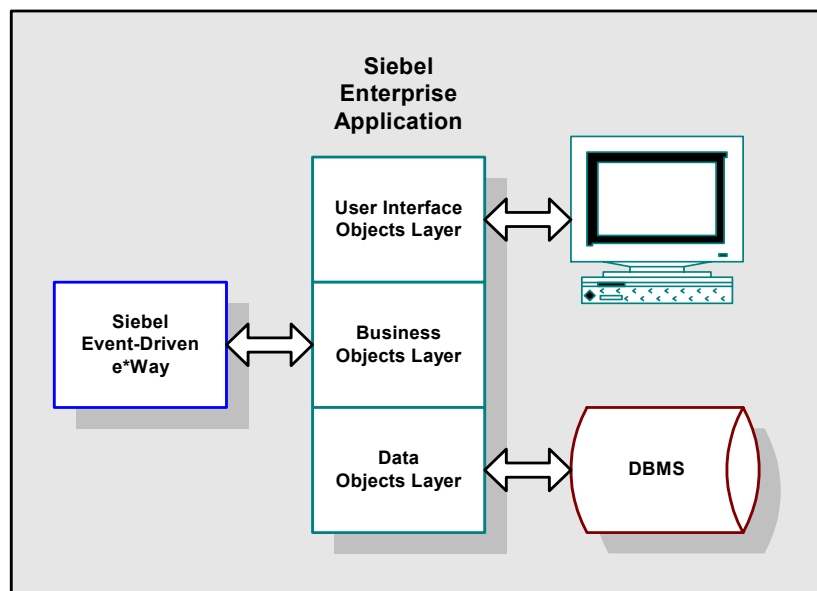 Siebel
Enterprise
Application
User Interface
Objects Layer
Siebel
Event-Driven
e*Way
Business
Objects Layer
Data
Objects Layer
DBMS